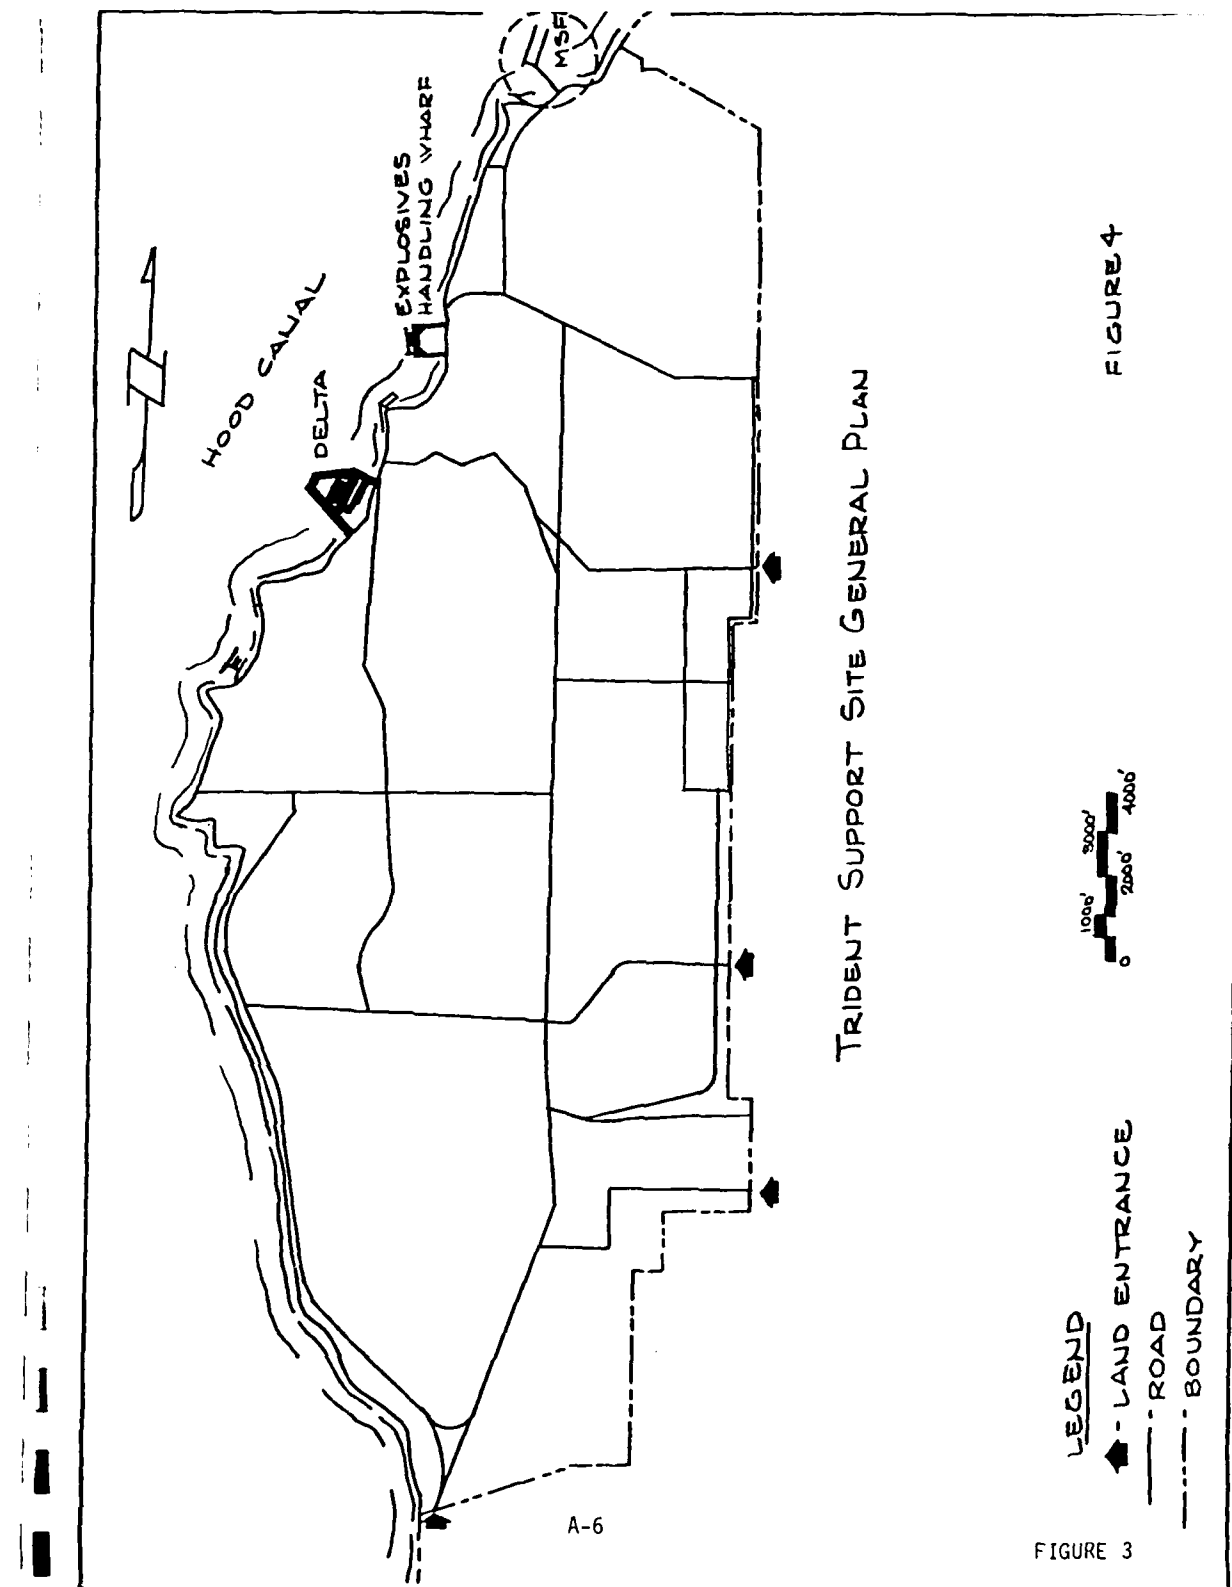 MSF
EXPLOSIVES
HANDLING WHARF
HOOD CANAL
DELTA
N
TRIDENT SUPPORT SITE GENERAL PLAN
FIGURE 4
0
1000'
2000'
3000'
4000'
LEGEND
- LAND ENTRANCE
- ROAD
- BOUNDARY
A-6
FIGURE 3